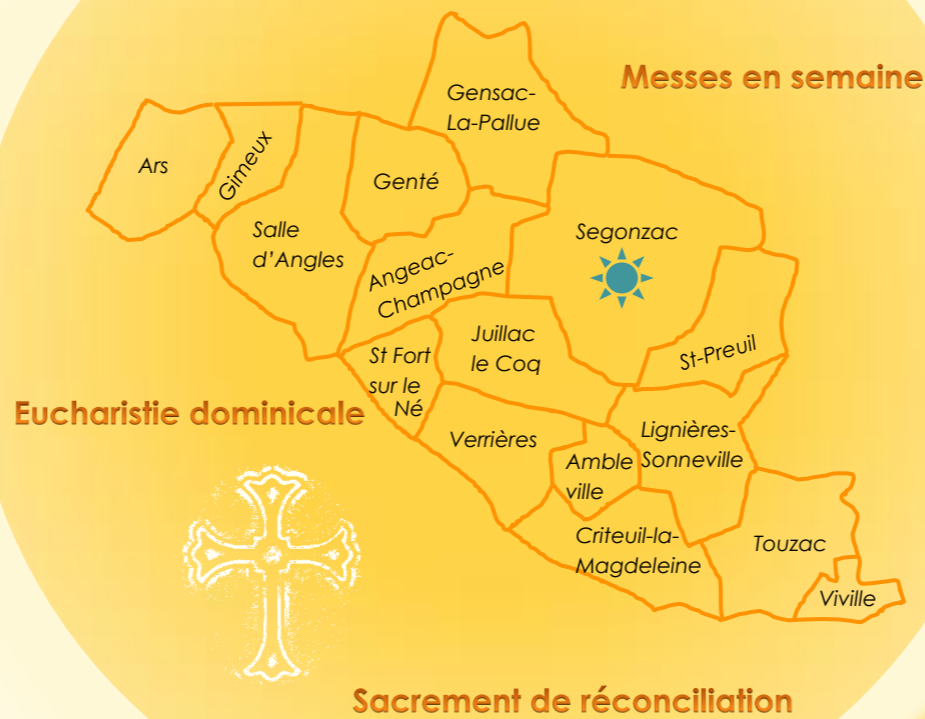 Messes en semaine
Gensac-
La-Pallue
Ars
Gimeux
Genté
Salle
d'Angles
Segonzac
Angeac-
Champagne
Juillac
le Coq
St-Preuil
St Fort
sur le
Né
Eucharistie dominicale
Verrières
Lignières-
Sonneville
Amble
ville
Criteuil-la-
Magdeleine
Touzac
Viville
Sacrement de réconciliation